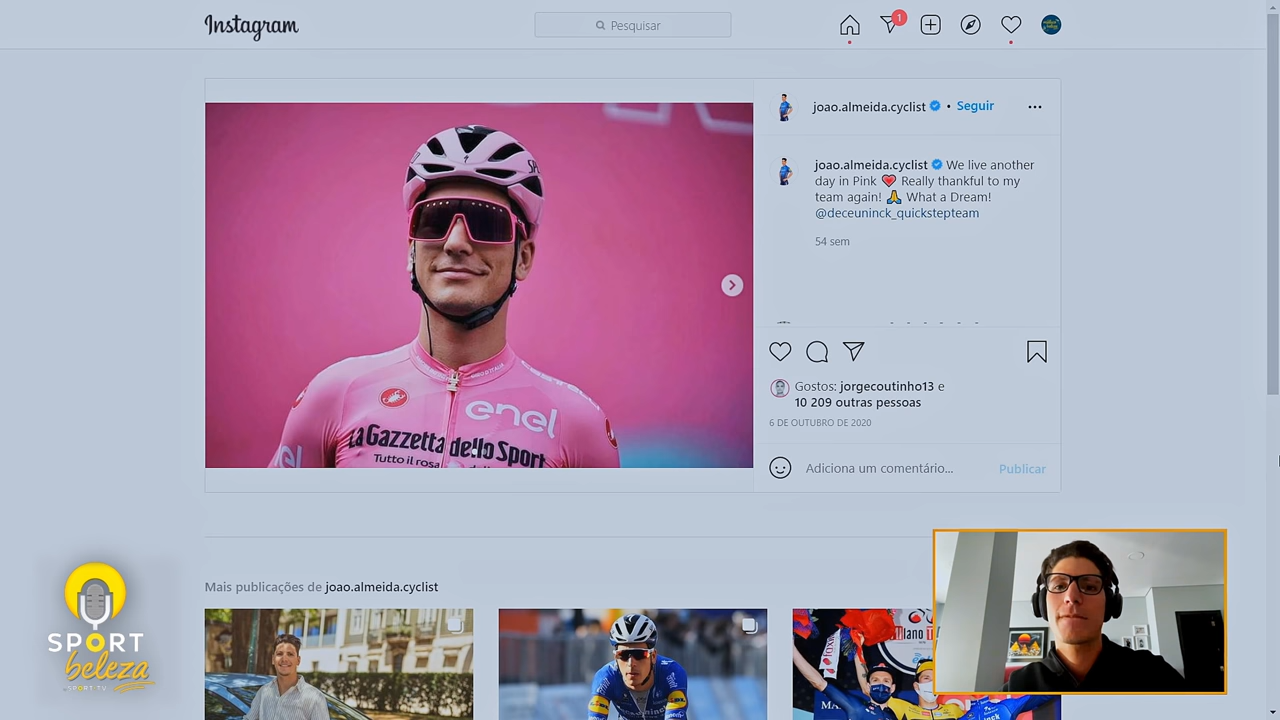 Instagram
Pesquisar
1
joao.almeida.cyclist • Seguir
joao.almeida.cyclist We live another
day in Pink ❤️ Really thankful to my
team again! 🙏 What a Dream!
@deceuninck_quickstepteam
54 sem
enel
La Gazzetta dello Sport
Tutto il rosa
Gostos: jorgecoutinho13 e
10 209 outras pessoas
6 DE OUTUBRO DE 2020
Adiciona um comentário... Publicar
Mais publicações de joao.almeida.cyclist
SPORT
beleza
SPORT TV